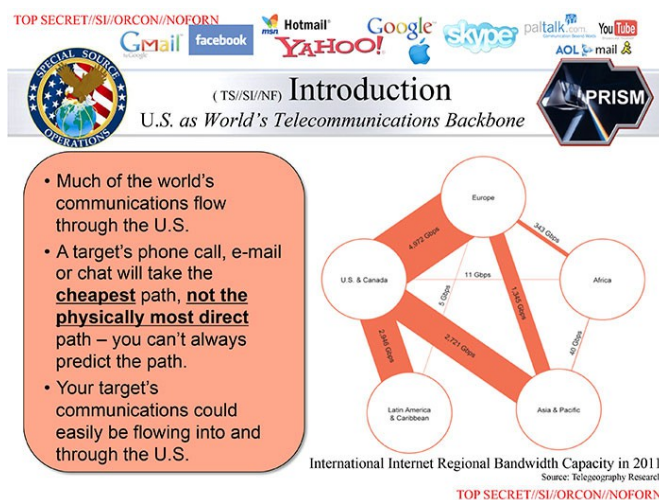 TOP SECRET//SI//ORCON//NOFORN
GMail
by Google
facebook
msn Hotmail
YAHOO!
Google
skype
paltalk.com
YouTube
AOL mail
SPECIAL SOURCE OPERATIONS
(TS//SI//NF) Introduction
U.S. as World's Telecommunications Backbone
PRISM
• Much of the world's
communications flow
through the U.S.
• A target's phone call, e-mail
or chat will take the
cheapest path, not the
physically most direct
path – you can't always
predict the path.
• Your target's
communications could
easily be flowing into and
through the U.S.
Europe
4,972 Gbps
343 Gbps
U.S. & Canada
11 Gbps
Africa
5 Gbps
1,345 Gbps
2,946 Gbps
2,721 Gbps
40 Gbps
Latin America
& Caribbean
Asia & Pacific
International Internet Regional Bandwidth Capacity in 2011
Source: Telegeography Research
TOP SECRET//SI//ORCON//NOFORN